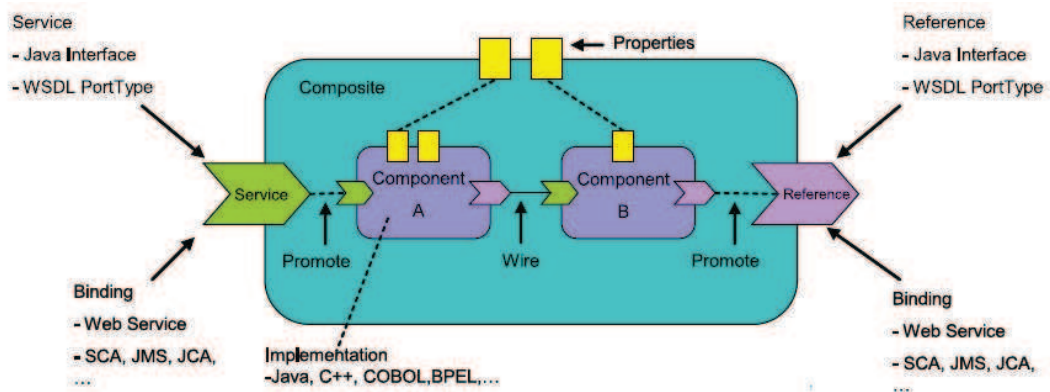 Service
- Java Interface
- WSDL PortType
Properties
Reference
- Java Interface
- WSDL PortType
Composite
Component
A
Component
B
Service
Reference
Promote
Wire
Promote
Binding
- Web Service
- SCA, JMS, JCA,
...
Implementation
-Java, C++, COBOL,BPEL,...
Binding
- Web Service
- SCA, JMS, JCA,
...